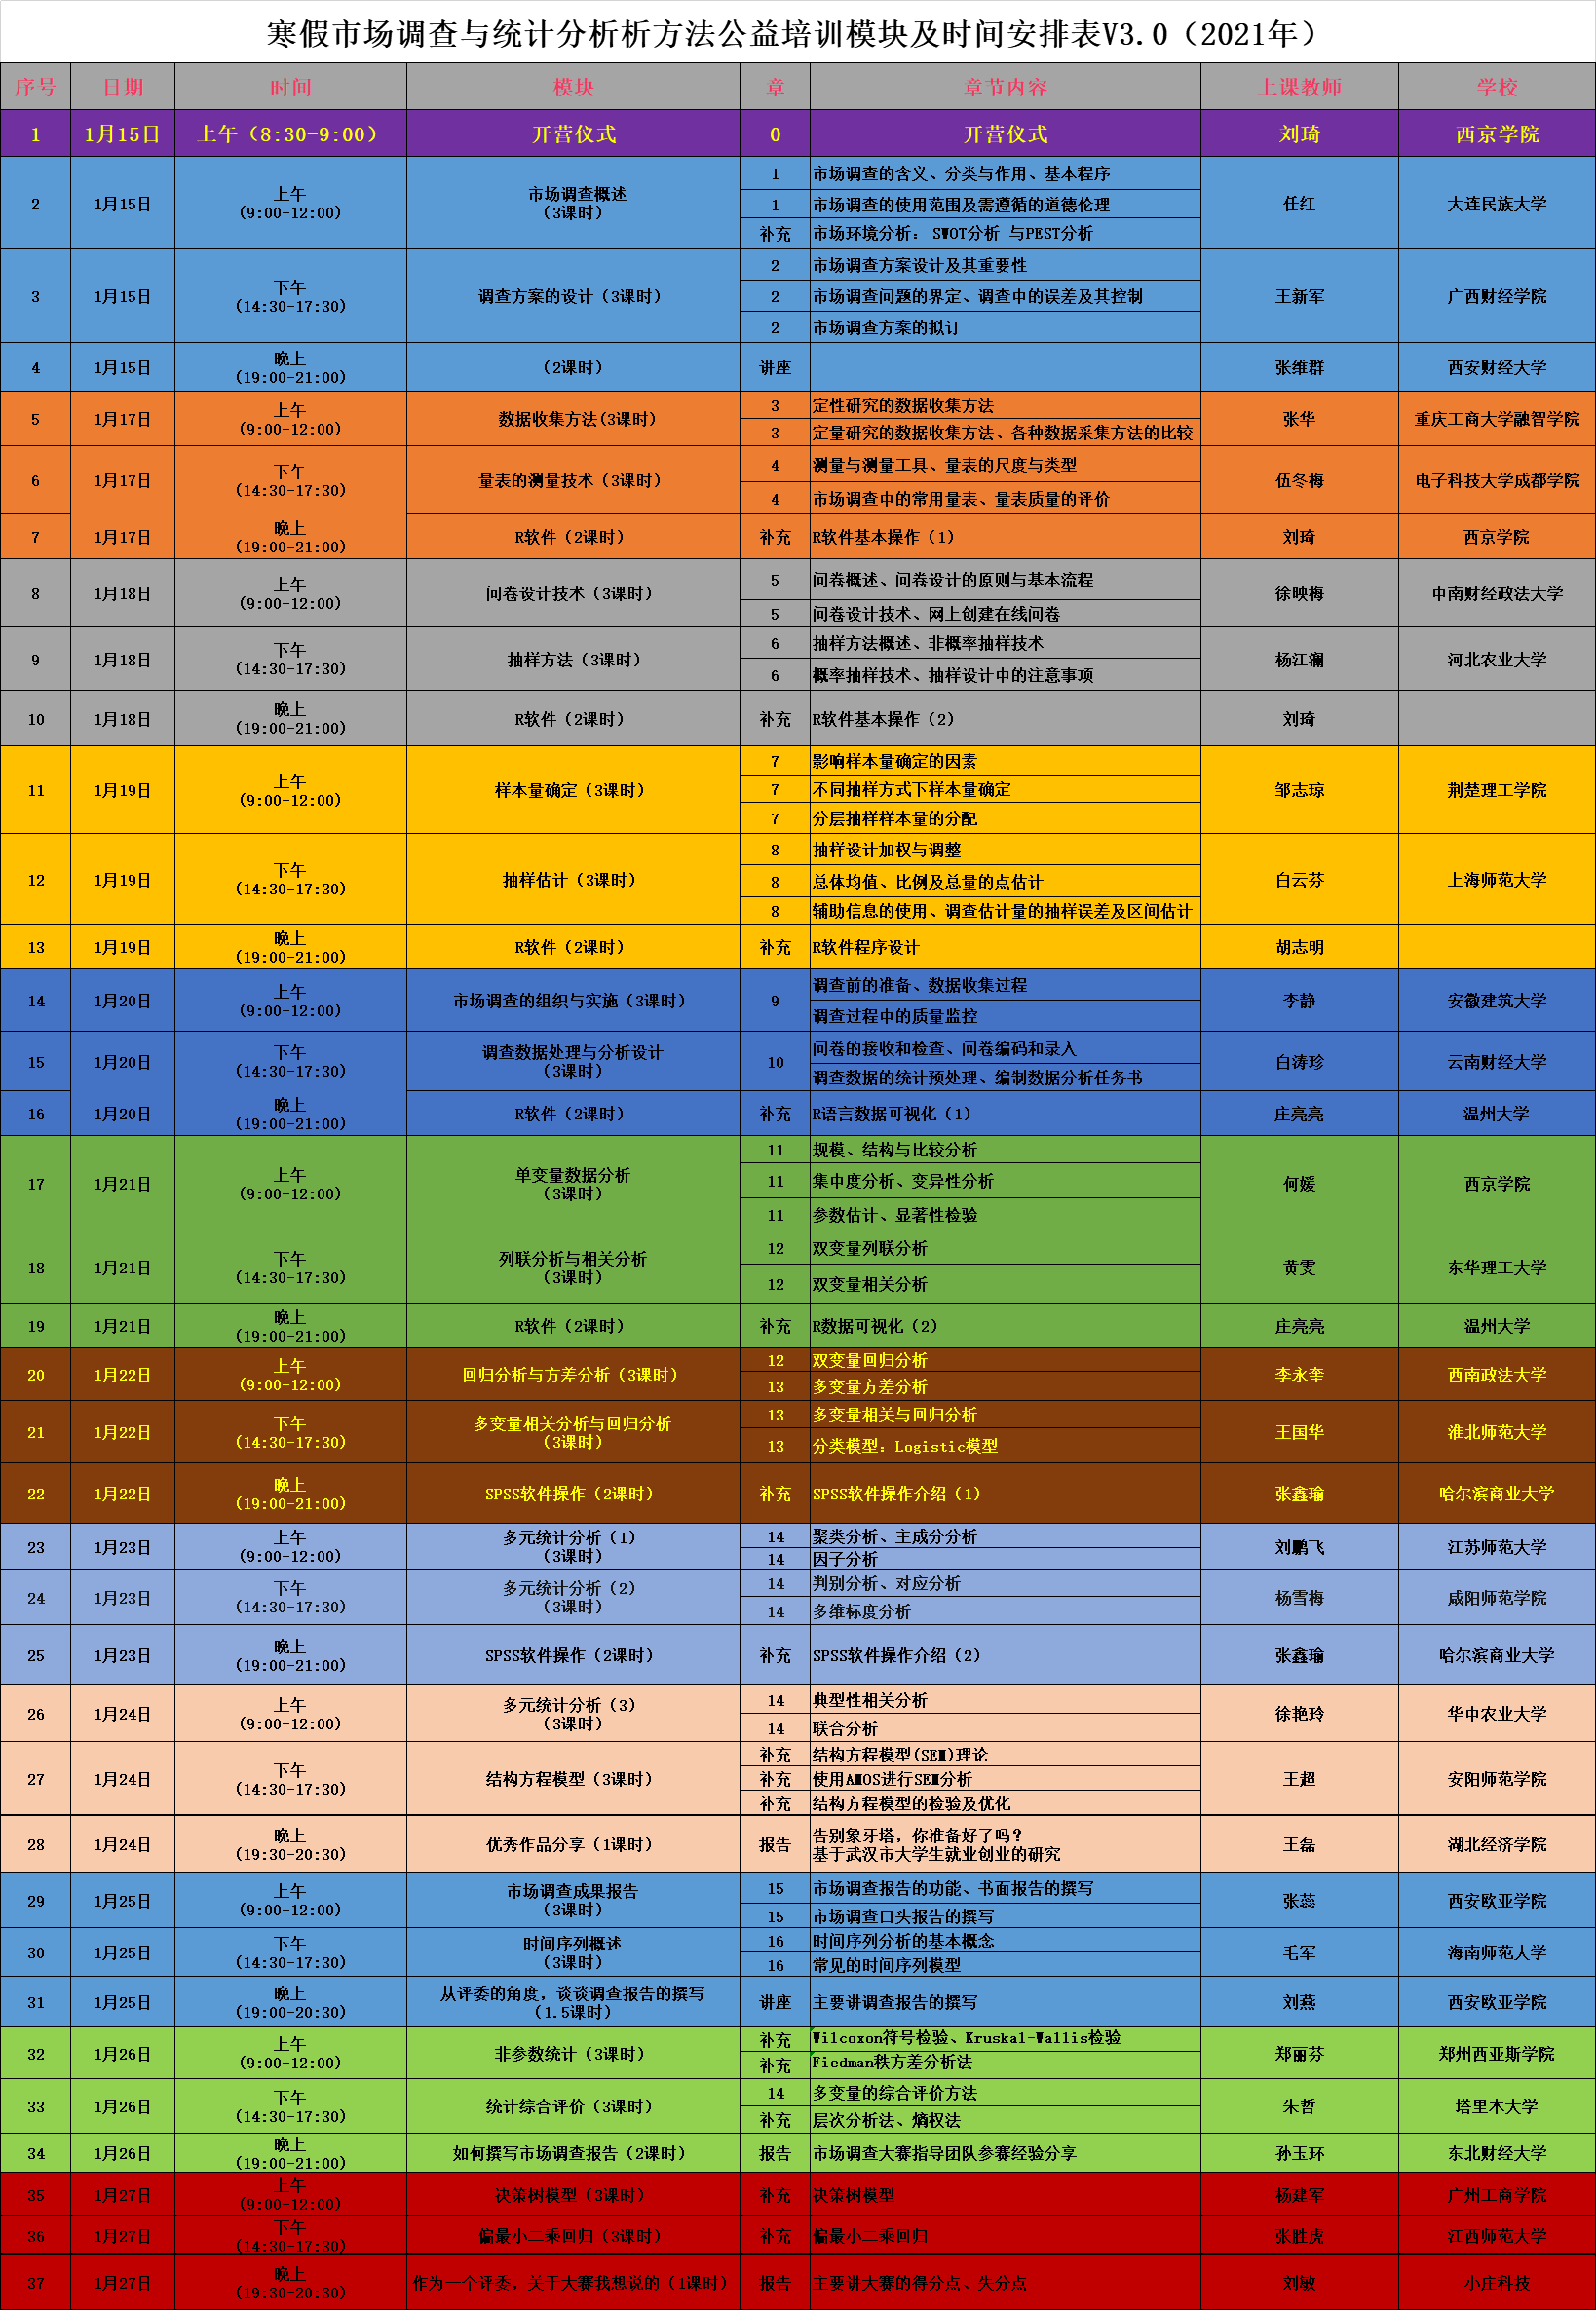 寒假市场调查与统计分析析方法公益培训模块及时间安排表V3.0（2021年）
序号 日期 时间 模块 章 章节内容 上课教师 学校
1 1月15日 上午（8:30-9:00） 开营仪式 0 开营仪式 刘琦 西京学院
2 1月15日 上午 (9:00-12:00) 市场调查概述 （3课时） 1 市场调查的含义、分类与作用、基本程序 任红 大连民族大学
1 市场调查的使用范围及需遵循的道德伦理
补充 市场环境分析： SWOT分析 与PEST分析
3 1月15日 下午 (14:30-17:30) 调查方案的设计（3课时） 2 市场调查方案设计及其重要性 王新军 广西财经学院
2 市场调查问题的界定、调查中的误差及其控制
2 市场调查方案的拟订
4 1月15日 晚上 (19:00-21:00) （2课时） 讲座 张维群 西安财经大学
5 1月17日 上午 (9:00-12:00) 数据收集方法(3课时) 3 定性研究的数据收集方法 张华 重庆工商大学融智学院
3 定量研究的数据收集方法、各种数据采集方法的比较
6 1月17日 下午 (14:30-17:30) 量表的测量技术（3课时） 4 测量与测量工具、量表的尺度与类型 伍冬梅 电子科技大学成都学院
4 市场调查中的常用量表、量表质量的评价
7 1月17日 晚上 (19:00-21:00) R软件（2课时） 补充 R软件基本操作（1） 刘琦 西京学院
8 1月18日 上午 (9:00-12:00) 问卷设计技术（3课时） 5 问卷概述、问卷设计的原则与基本流程 徐映梅 中南财经政法大学
5 问卷设计技术、网上创建在线问卷
9 1月18日 下午 (14:30-17:30) 抽样方法（3课时） 6 抽样方法概述、非概率抽样技术 杨江澜 河北农业大学
6 概率抽样技术、抽样设计中的注意事项
10 1月18日 晚上 (19:00-21:00) R软件（2课时） 补充 R软件基本操作（2） 刘琦
11 1月19日 上午 (9:00-12:00) 样本量确定（3课时） 7 影响样本量确定的因素 邹志琼 荆楚理工学院
7 不同抽样方式下样本量确定
7 分层抽样样本量的分配
12 1月19日 下午 (14:30-17:30) 抽样估计（3课时） 8 抽样设计加权与调整 白云芬 上海师范大学
8 总体均值、比例及总量的点估计
8 辅助信息的使用、调查估计量的抽样误差及区间估计
13 1月19日 晚上 (19:00-21:00) R软件（2课时） 补充 R软件程序设计 胡志明
14 1月20日 上午 (9:00-12:00) 市场调查的组织与实施（3课时） 9 调查前的准备、数据收集过程 李静 安徽建筑大学
调查过程中的质量监控
15 1月20日 下午 (14:30-17:30) 调查数据处理与分析设计 （3课时） 10 问卷的接收和检查、问卷编码和录入 白涛珍 云南财经大学
调查数据的统计预处理、编制数据分析任务书
16 1月20日 晚上 (19:00-21:00) R软件（2课时） 补充 R语言数据可视化（1） 庄亮亮 温州大学
17 1月21日 上午 (9:00-12:00) 单变量数据分析 （3课时） 11 规模、结构与比较分析 何媛 西京学院
11 集中度分析、变异性分析
11 参数估计、显著性检验
18 1月21日 下午 (14:30-17:30) 列联分析与相关分析 （3课时） 12 双变量列联分析 黄雯 东华理工大学
12 双变量相关分析
19 1月21日 晚上 (19:00-21:00) R软件（2课时） 补充 R数据可视化（2） 庄亮亮 温州大学
20 1月22日 上午 (9:00-12:00) 回归分析与方差分析（3课时） 12 双变量回归分析 李永奎 西南政法大学
13 多变量方差分析
21 1月22日 下午 (14:30-17:30) 多变量相关分析与回归分析 （3课时） 13 多变量相关与回归分析 王国华 淮北师范大学
13 分类模型：Logistic模型
22 1月22日 晚上 (19:00-21:00) SPSS软件操作（2课时） 补充 SPSS软件操作介绍（1） 张鑫瑜 哈尔滨商业大学
23 1月23日 上午 (9:00-12:00) 多元统计分析（1） （3课时） 14 聚类分析、主成分分析 刘鹏飞 江苏师范大学
14 因子分析
24 1月23日 下午 (14:30-17:30) 多元统计分析（2） （3课时） 14 判别分析、对应分析 杨雪梅 咸阳师范学院
14 多维标度分析
25 1月23日 晚上 (19:00-21:00) SPSS软件操作（2课时） 补充 SPSS软件操作介绍（2） 张鑫瑜 哈尔滨商业大学
26 1月24日 上午 (9:00-12:00) 多元统计分析（3） （3课时） 14 典型性相关分析 徐艳玲 华中农业大学
14 联合分析
27 1月24日 下午 (14:30-17:30) 结构方程模型（3课时） 补充 结构方程模型(SEM)理论 王超 安阳师范学院
补充 使用AMOS进行SEM分析
补充 结构方程模型的检验及优化
28 1月24日 晚上 (19:30-20:30) 优秀作品分享（1课时） 报告 告别象牙塔，你准备好了吗？ 王磊 湖北经济学院
基于武汉市大学生就业创业的研究
29 1月25日 上午 (9:00-12:00) 市场调查成果报告 （3课时） 15 市场调查报告的功能、书面报告的撰写 张蕊 西安欧亚学院
15 市场调查口头报告的撰写
30 1月25日 下午 (14:30-17:30) 时间序列概述 （3课时） 16 时间序列分析的基本概念 毛军 海南师范大学
16 常见的时间序列模型
31 1月25日 晚上 (19:00-20:30) 从评委的角度，谈谈调查报告的撰写 （1.5课时） 讲座 主要讲调查报告的撰写 刘燕 西安欧亚学院
32 1月26日 上午 (9:00-12:00) 非参数统计（3课时） 补充 Wilcoxon符号检验、Kruskal-Wallis检验 郑丽芬 郑州西亚斯学院
补充 Fiedman秩方差分析法
33 1月26日 下午 (14:30-17:30) 统计综合评价（3课时） 14 多变量的综合评价方法 朱哲 塔里木大学
补充 层次分析法、熵权法
34 1月26日 晚上 (19:00-21:00) 如何撰写市场调查报告（2课时） 报告 市场调查大赛指导团队参赛经验分享 孙玉环 东北财经大学
35 1月27日 上午 (9:00-12:00) 决策树模型（3课时） 补充 决策树模型 杨建军 广州工商学院
36 1月27日 下午 (14:30-17:30) 偏最小二乘回归（3课时） 补充 偏最小二乘回归 张胜虎 江西师范大学
37 1月27日 晚上 (19:30-20:30) 作为一个评委，关于大赛我想说的（1课时） 报告 主要讲大赛的得分点、失分点 刘敏 小庄科技